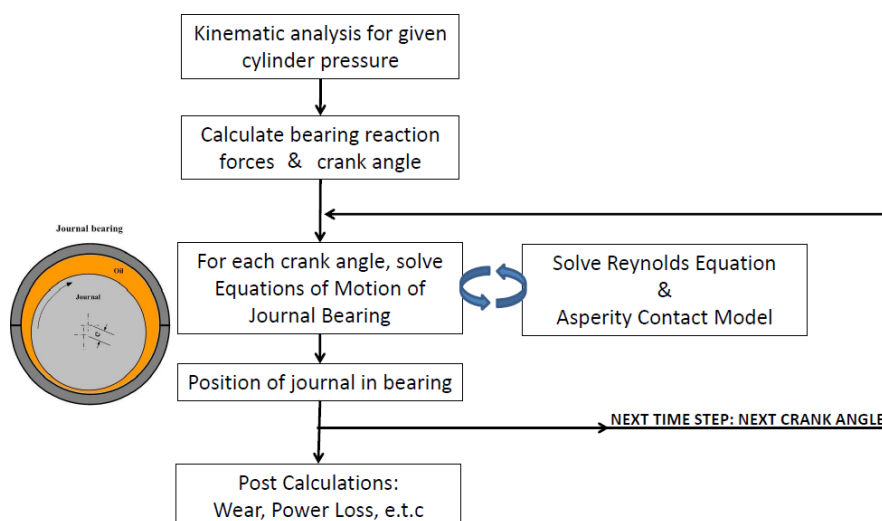 Kinematic analysis for given
cylinder pressure
Calculate bearing reaction
forces & crank angle
Journal bearing
Oil
Journal
e
For each crank angle, solve
Equations of Motion of
Journal Bearing
Solve Reynolds Equation
&
Asperity Contact Model
Position of journal in bearing
NEXT TIME STEP: NEXT CRANK ANGLE
Post Calculations:
Wear, Power Loss, e.t.c